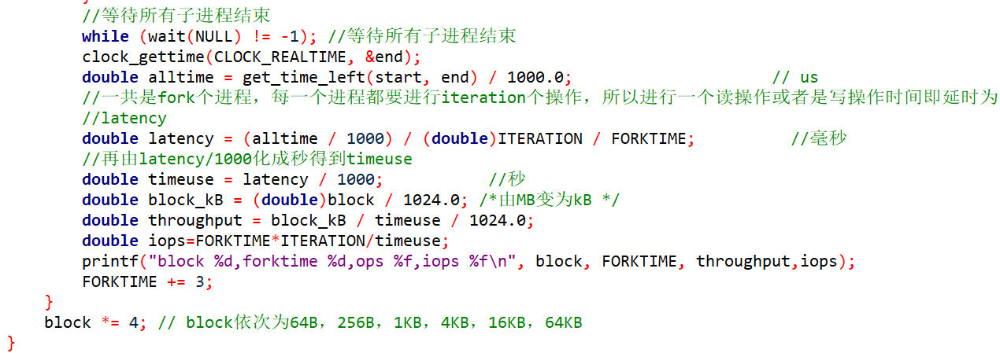 //等待所有子进程结束
while (wait(NULL) != -1); //等待所有子进程结束
clock_gettime(CLOCK_REALTIME, &end);
double alltime = get_time_left(start, end) / 1000.0; // us
//一共是fork个进程，每一个进程都要进行iteration个操作，所以进行一个读操作或者是写操作时间即延时为
//latency
double latency = (alltime / 1000) / (double)ITERATION / FORKTIME; //毫秒
//再由latency/1000化成秒得到timeuse
double timeuse = latency / 1000; //秒
double block_kB = (double)block / 1024.0; /*由MB变为kB */
double throughput = block_kB / timeuse / 1024.0;
double iops=FORKTIME*ITERATION/timeuse;
printf("block %d,forktime %d,ops %f,iops %f\n", block, FORKTIME, throughput,iops);
FORKTIME += 3;
}
block *= 4; // block依次为64B，256B，1KB，4KB，16KB，64KB
}